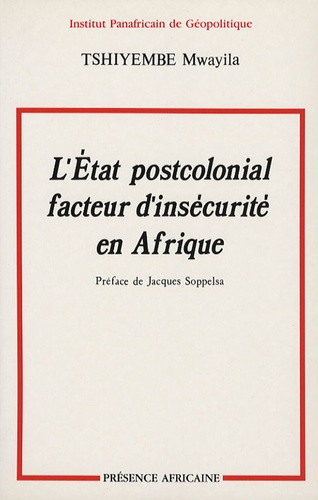 Institut Panafricain de Géopolitique
TSHIYEMBE Mwayila
L'État postcolonial
facteur d'insécurité
en Afrique
Préface de Jacques Soppelsa
PRÉSENCE AFRICAINE